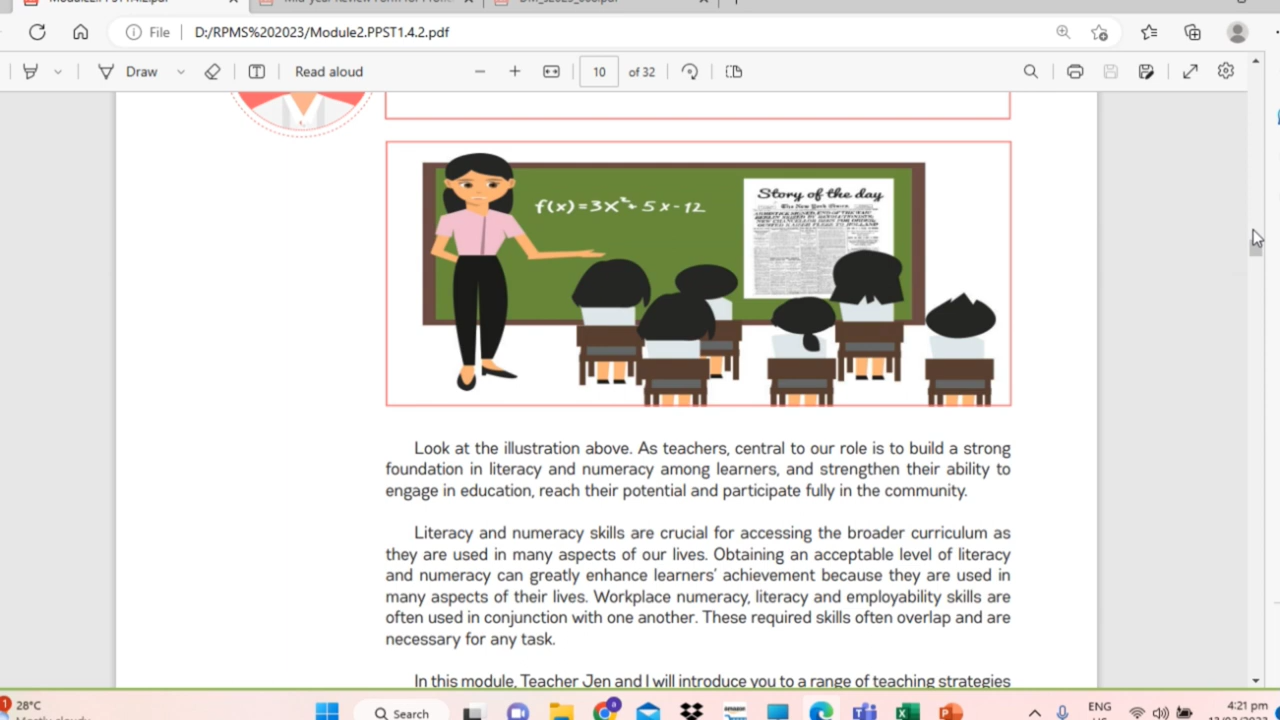 File D:/RPMS%202023/Module2.PPST1.4.2.pdf
Draw Read aloud 10 of 32
f(x)=3x²+5x-12
Story of the day
The New York Times.
Look at the illustration above. As teachers, central to our role is to build a strong
foundation in literacy and numeracy among learners, and strengthen their ability to
engage in education, reach their potential and participate fully in the community.
Literacy and numeracy skills are crucial for accessing the broader curriculum as
they are used in many aspects of our lives. Obtaining an acceptable level of literacy
and numeracy can greatly enhance learners' achievement because they are used in
many aspects of their lives. Workplace numeracy, literacy and employability skills are
often used in conjunction with one another. These required skills often overlap and are
necessary for any task.
In this module, Teacher Jen and I will introduce you to a range of teaching strategies
1 28°C
Search
ENG
4:21 pm